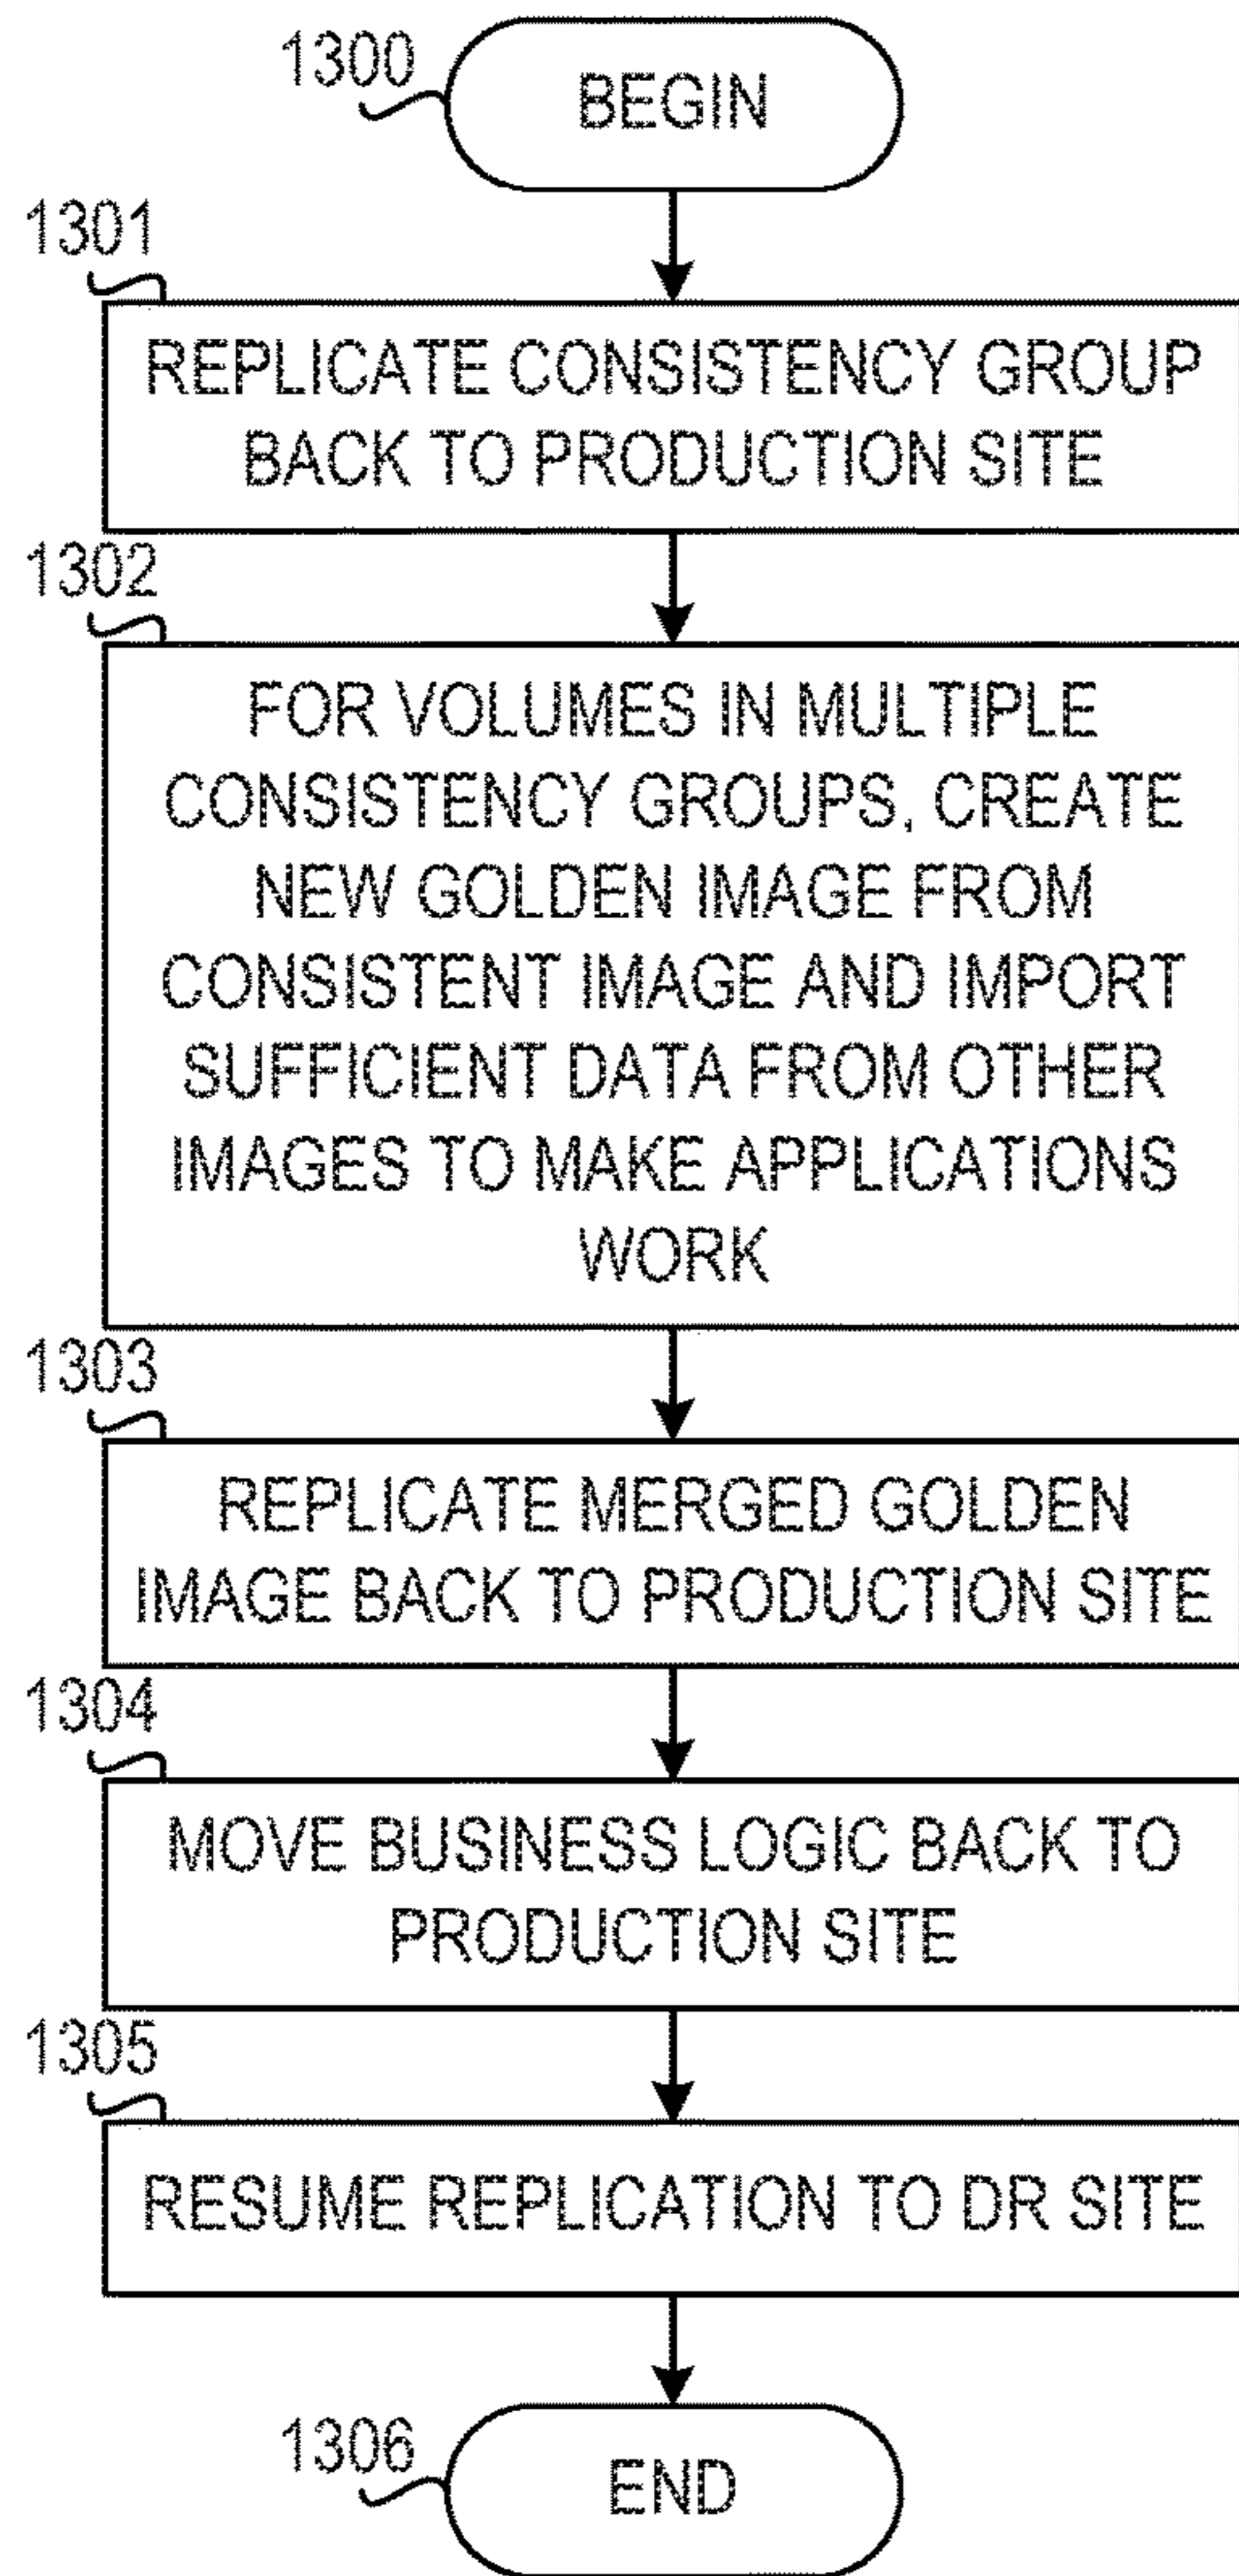 1300
BEGIN
1301
REPLICATE CONSISTENCY GROUP
BACK TO PRODUCTION SITE
1302
FOR VOLUMES IN MULTIPLE
CONSISTENCY GROUPS, CREATE
NEW GOLDEN IMAGE FROM
CONSISTENT IMAGE AND IMPORT
SUFFICIENT DATA FROM OTHER
IMAGES TO MAKE APPLICATIONS
WORK
1303
REPLICATE MERGED GOLDEN
IMAGE BACK TO PRODUCTION SITE
1304
MOVE BUSINESS LOGIC BACK TO
PRODUCTION SITE
1305
RESUME REPLICATION TO DR SITE
1306
END